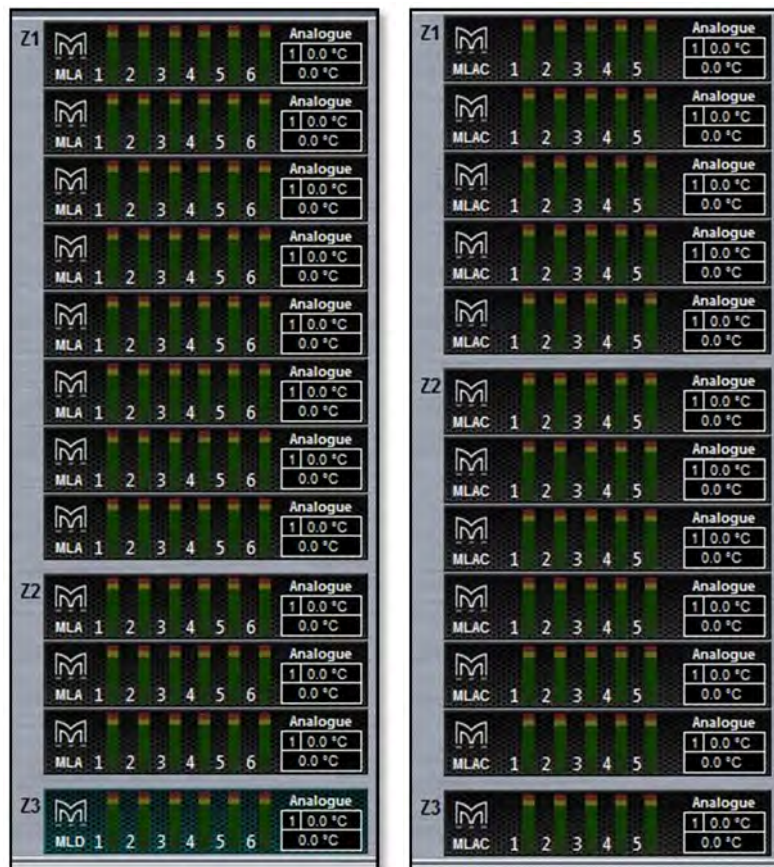 Z1 Analogue
1 0.0 °C
MLA 1 2 3 4 5 6 0.0 °C
Analogue
1 0.0 °C
MLA 1 2 3 4 5 6 0.0 °C
Analogue
1 0.0 °C
MLA 1 2 3 4 5 6 0.0 °C
Analogue
1 0.0 °C
MLA 1 2 3 4 5 6 0.0 °C
Analogue
1 0.0 °C
MLA 1 2 3 4 5 6 0.0 °C
Analogue
1 0.0 °C
MLA 1 2 3 4 5 6 0.0 °C
Analogue
1 0.0 °C
MLA 1 2 3 4 5 6 0.0 °C
Analogue
1 0.0 °C
MLA 1 2 3 4 5 6 0.0 °C
Z2 Analogue
1 0.0 °C
MLA 1 2 3 4 5 6 0.0 °C
Analogue
1 0.0 °C
MLA 1 2 3 4 5 6 0.0 °C
Analogue
1 0.0 °C
MLA 1 2 3 4 5 6 0.0 °C
Z3 Analogue
1 0.0 °C
MLD 1 2 3 4 5 6 0.0 °C
Z1 Analogue
1 0.0 °C
MLAC 1 2 3 4 5 0.0 °C
Analogue
1 0.0 °C
MLAC 1 2 3 4 5 0.0 °C
Analogue
1 0.0 °C
MLAC 1 2 3 4 5 0.0 °C
Analogue
1 0.0 °C
MLAC 1 2 3 4 5 0.0 °C
Analogue
1 0.0 °C
MLAC 1 2 3 4 5 0.0 °C
Z2 Analogue
1 0.0 °C
MLAC 1 2 3 4 5 0.0 °C
Analogue
1 0.0 °C
MLAC 1 2 3 4 5 0.0 °C
Analogue
1 0.0 °C
MLAC 1 2 3 4 5 0.0 °C
Analogue
1 0.0 °C
MLAC 1 2 3 4 5 0.0 °C
Analogue
1 0.0 °C
MLAC 1 2 3 4 5 0.0 °C
Analogue
1 0.0 °C
MLAC 1 2 3 4 5 0.0 °C
Z3 Analogue
1 0.0 °C
MLAC 1 2 3 4 5 0.0 °C